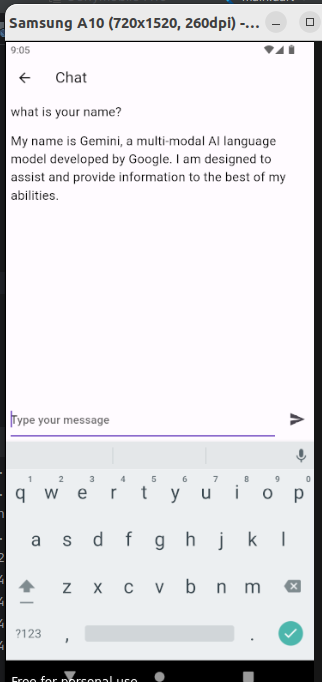 Samsung A10 (720x1520, 260dpi) -...
9:05
Chat
what is your name?
My name is Gemini, a multi-modal AI language
model developed by Google. I am designed to
assist and provide information to the best of my
abilities.
Type your message
1 2 3 4 5 6 7 8 9 0
q w e r t y u i o p
a s d f g h j k l
z x c v b n m
?123 , .
Free for personal use